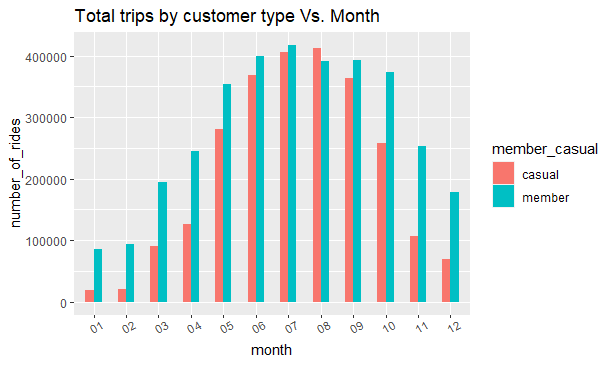 Total trips by customer type Vs. Month
number_of_rides
400000
300000
200000
100000
0
01 02 03 04 05 06 07 08 09 10 11 12
month
member_casual
casual
member